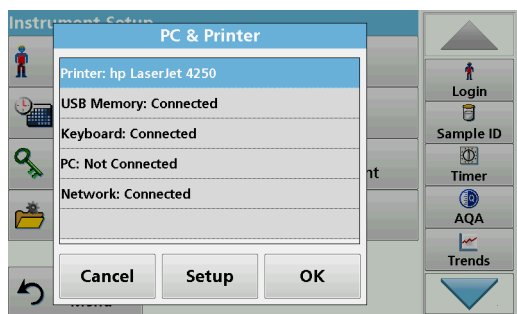 Instrument Setup
PC & Printer
Printer: hp LaserJet 4250
USB Memory: Connected
Keyboard: Connected
PC: Not Connected
Network: Connected
Cancel
Setup
OK
Login
Sample ID
Timer
AQA
Trends